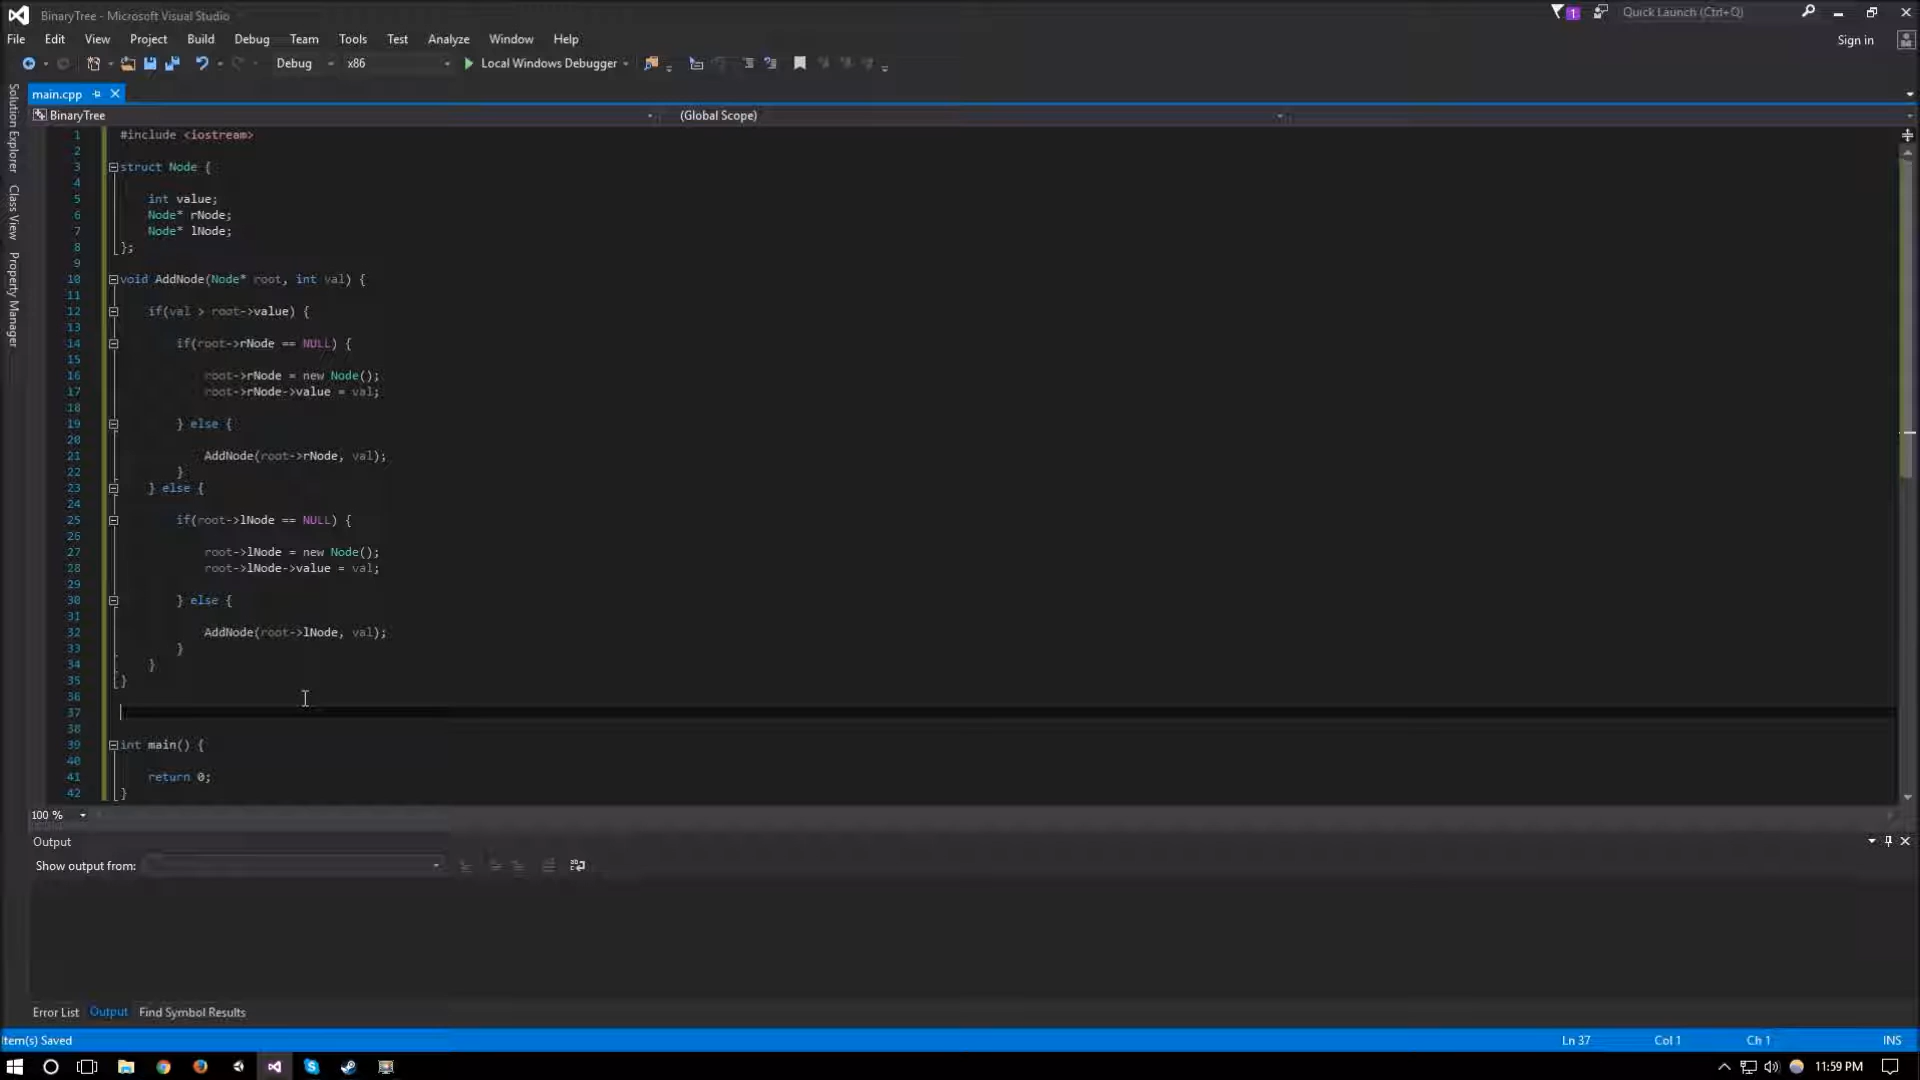 BinaryTree - Microsoft Visual Studio
1
Quick Launch (Ctrl+Q)
File Edit View Project Build Debug Team Tools Test Analyze Window Help
Sign in
Debug x86 Local Windows Debugger
main.cpp
BinaryTree (Global Scope)
Solution Explorer
Class View
Property Manager
1 #include <iostream>
2
3 struct Node {
4
5 int value;
6 Node* rNode;
7 Node* lNode;
8 };
9
10 void AddNode(Node* root, int val) {
11
12 if(val > root->value) {
13
14 if(root->rNode == NULL) {
15
16 root->rNode = new Node();
17 root->rNode->value = val;
18
19 } else {
20
21 AddNode(root->rNode, val);
22 }
23 } else {
24
25 if(root->lNode == NULL) {
26
27 root->lNode = new Node();
28 root->lNode->value = val;
29
30 } else {
31
32 AddNode(root->lNode, val);
33 }
34 }
35 }
36
37
38
39 int main() {
40
41 return 0;
42 }
100 %
Output
Show output from:
Error List Output Find Symbol Results
Item(s) Saved Ln 37 Col 1 Ch 1 INS
11:59 PM